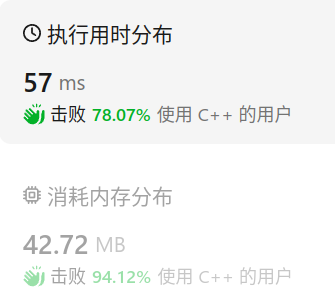 执行用时分布
57 ms
击败 78.07% 使用 C++ 的用户
消耗内存分布
42.72 MB
击败 94.12% 使用 C++ 的用户